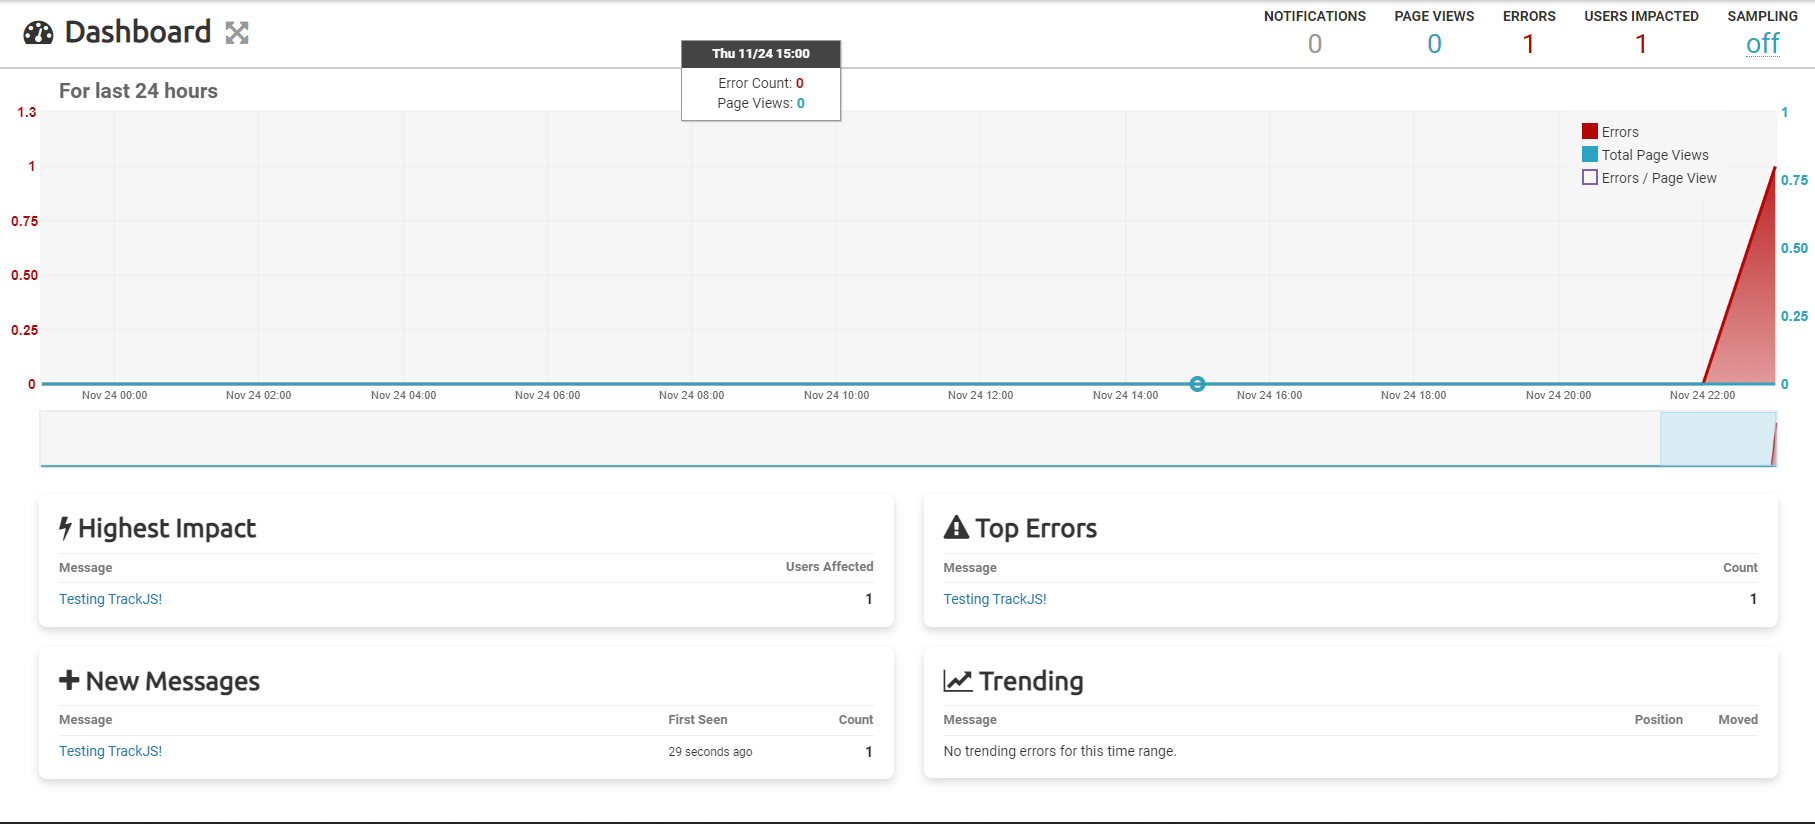 Dashboard
NOTIFICATIONS PAGE VIEWS ERRORS USERS IMPACTED SAMPLING
0 0 1 1 off
Thu 11/24 15:00
Error Count: 0
Page Views: 0
For last 24 hours
1.3
1
0.75
0.50
0.25
0
1
0.75
0.50
0.25
0
Errors
Total Page Views
Errors / Page View
Nov 24 00:00 Nov 24 02:00 Nov 24 04:00 Nov 24 06:00 Nov 24 08:00 Nov 24 10:00 Nov 24 12:00 Nov 24 14:00 Nov 24 16:00 Nov 24 18:00 Nov 24 20:00 Nov 24 22:00
Highest Impact
Message Users Affected
Testing TrackJS! 1
Top Errors
Message Count
Testing TrackJS! 1
New Messages
Message First Seen Count
Testing TrackJS! 29 seconds ago 1
Trending
Message Position Moved
No trending errors for this time range.